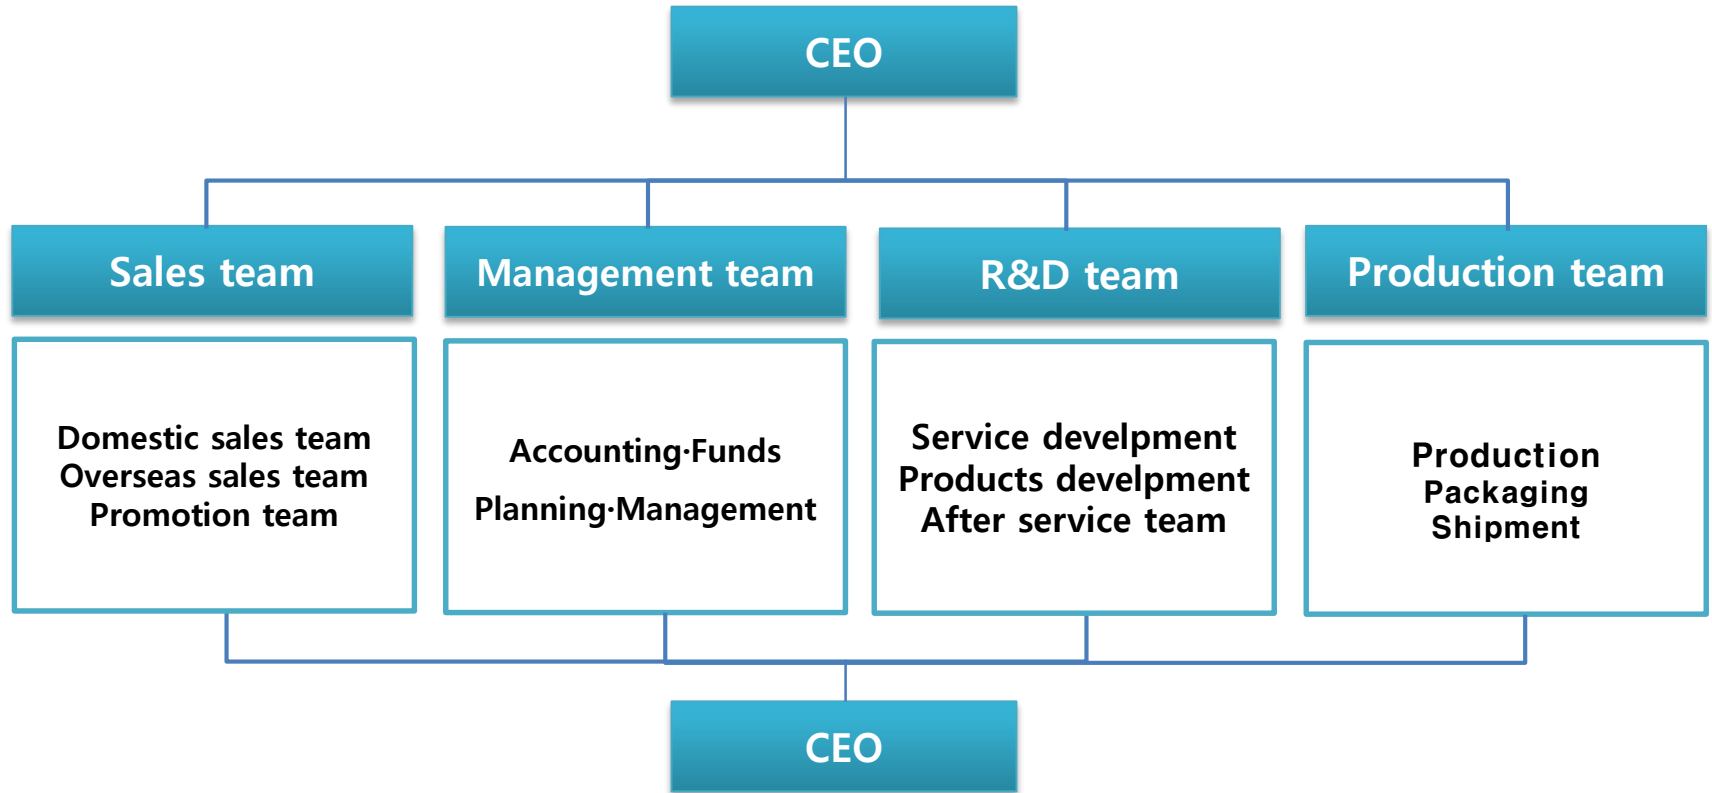 CEO
Sales team
Management team
R&D team
Production team
Domestic sales team
Overseas sales team
Promotion team
Accounting·Funds
Planning·Management
Service develpment
Products develpment
After service team
Production
Packaging
Shipment
CEO